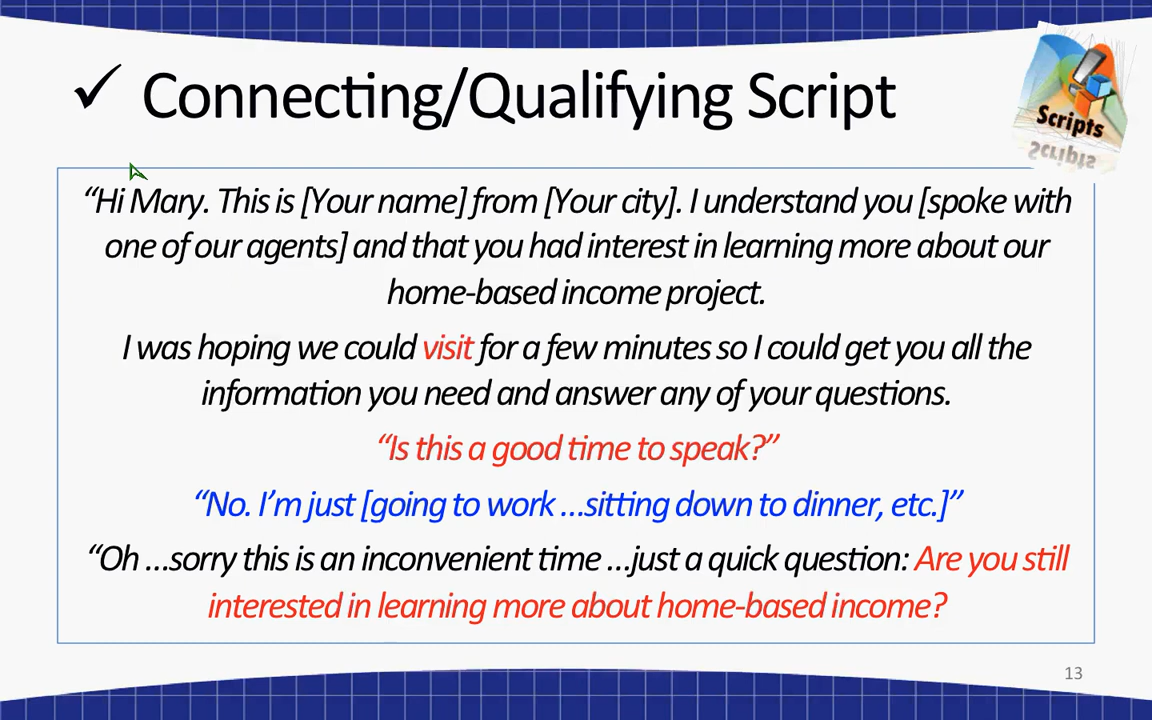 ✓ Connecting/Qualifying Script
Scripts
“Hi Mary. This is [Your name] from [Your city]. I understand you [spoke with
one of our agents] and that you had interest in learning more about our
home-based income project.
I was hoping we could visit for a few minutes so I could get you all the
information you need and answer any of your questions.
“Is this a good time to speak?”
“No. I’m just [going to work ...sitting down to dinner, etc.]”
“Oh ...sorry this is an inconvenient time ...just a quick question: Are you still
interested in learning more about home-based income?
13